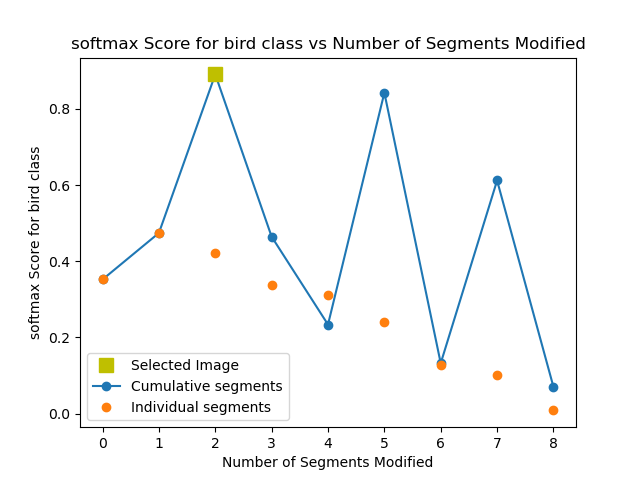 softmax Score for bird class vs Number of Segments Modified
softmax Score for bird class
0.8
0.6
0.4
0.2
0.0
Selected Image
Cumulative segments
Individual segments
0 1 2 3 4 5 6 7 8
Number of Segments Modified